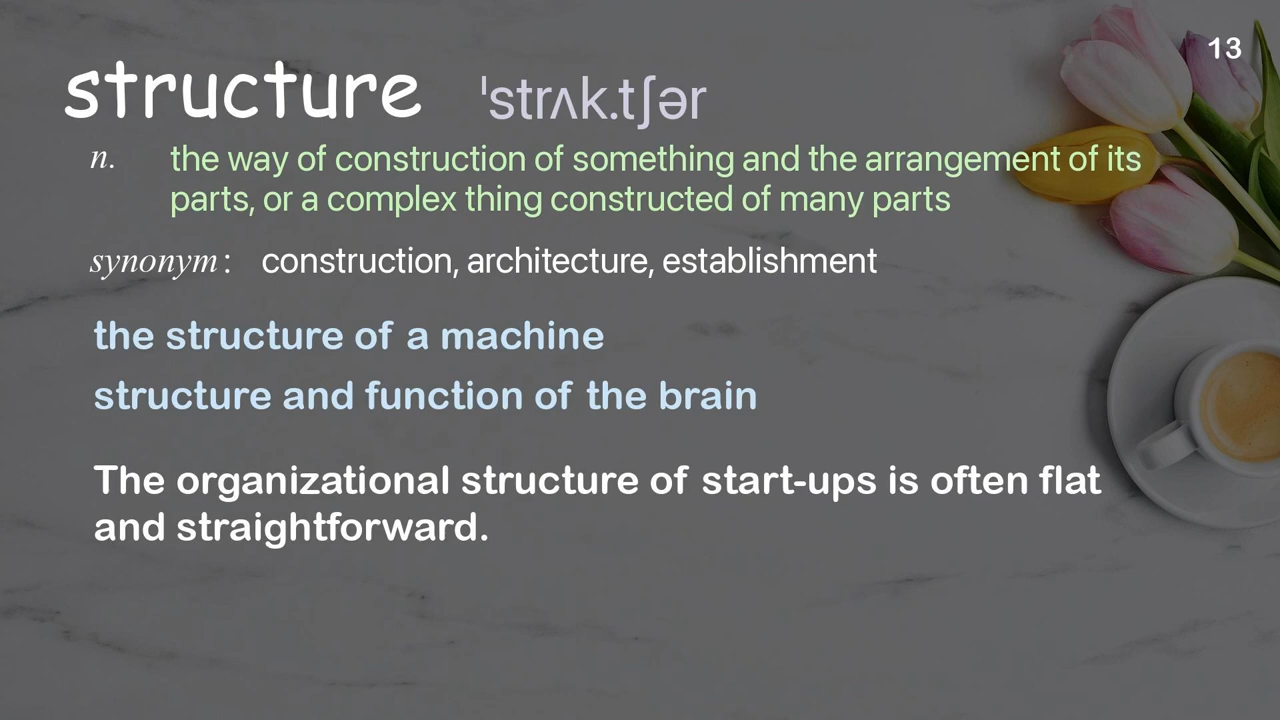 13
structure ˈstrʌk.tʃər
n. the way of construction of something and the arrangement of its
parts, or a complex thing constructed of many parts
synonym: construction, architecture, establishment
the structure of a machine
structure and function of the brain
The organizational structure of start-ups is often flat
and straightforward.